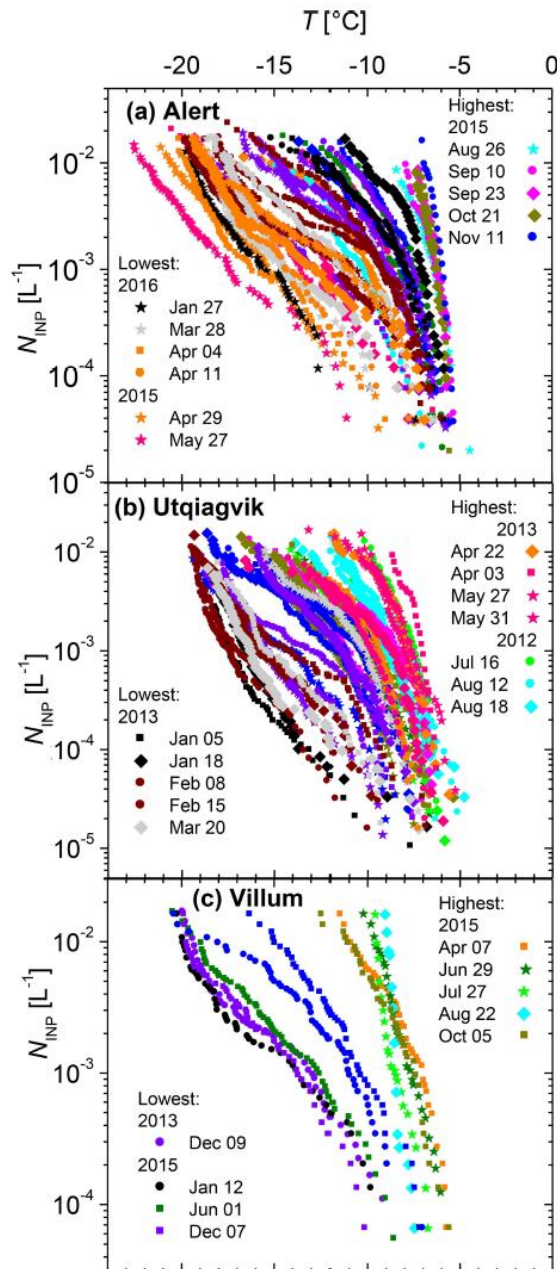 T [°C]
−20 −15 −10 −5 0
(a) Alert
Highest:
2015
Aug 26
Sep 10
Sep 23
Oct 21
Nov 11
10⁻²
10⁻³
10⁻⁴
10⁻⁵
N_INP [L⁻¹]
Lowest:
2016
Jan 27
Mar 28
Apr 04
Apr 11
2015
Apr 29
May 27
(b) Utqiagvik
Highest:
2013
Apr 22
Apr 03
May 27
May 31
2012
Jul 16
Aug 12
Aug 18
10⁻²
10⁻³
10⁻⁴
10⁻⁵
N_INP [L⁻¹]
Lowest:
2013
Jan 05
Jan 18
Feb 08
Feb 15
Mar 20
(c) Villum
Highest:
2015
Apr 07
Jun 29
Jul 27
Aug 22
Oct 05
10⁻²
10⁻³
10⁻⁴
N_INP [L⁻¹]
Lowest:
2013
Dec 09
2015
Jan 12
Jun 01
Dec 07